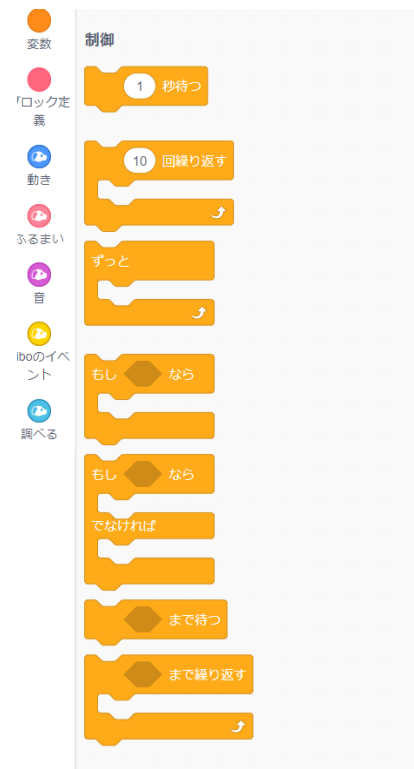 変数
ブロック定
義
動き
ふるまい
音
iboのイベ
ント
調べる
制御
1 秒待つ
10 回繰り返す
ずっと
もし なら
もし なら
でなければ
まで待つ
まで繰り返す